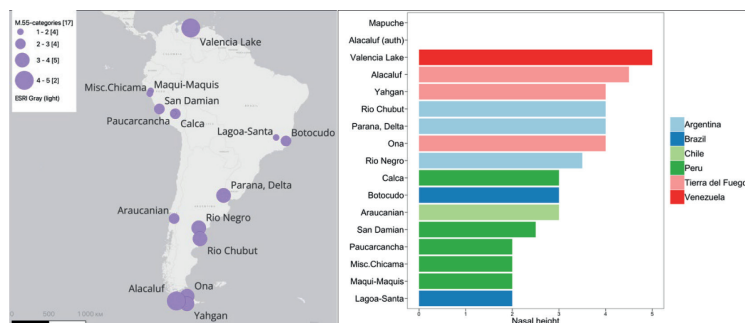 M.55-categories [17]
1 - 2 [4]
2 - 3 [4]
3 - 4 [5]
4 - 5 [2]
ESRI Gray (light)
Valencia Lake
Misc.Chicama
Maqui-Maquis
San Damian
Paucarcancha
Calca
Lagoa-Santa
Botocudo
Parana, Delta
Araucanian
Rio Negro
Rio Chubut
Alacaluf
Ona
Yahgan
0
500
1 000 km
Mapuche
Alacaluf (auth)
Valencia Lake
Alacaluf
Yahgan
Rio Chubut
Parana, Delta
Ona
Rio Negro
Calca
Botocudo
Araucanian
San Damian
Paucarcancha
Misc.Chicama
Maqui-Maquis
Lagoa-Santa
0 1 2 3 4 5
Nasal height
Argentina
Brazil
Chile
Peru
Tierra del Fuego
Venezuela